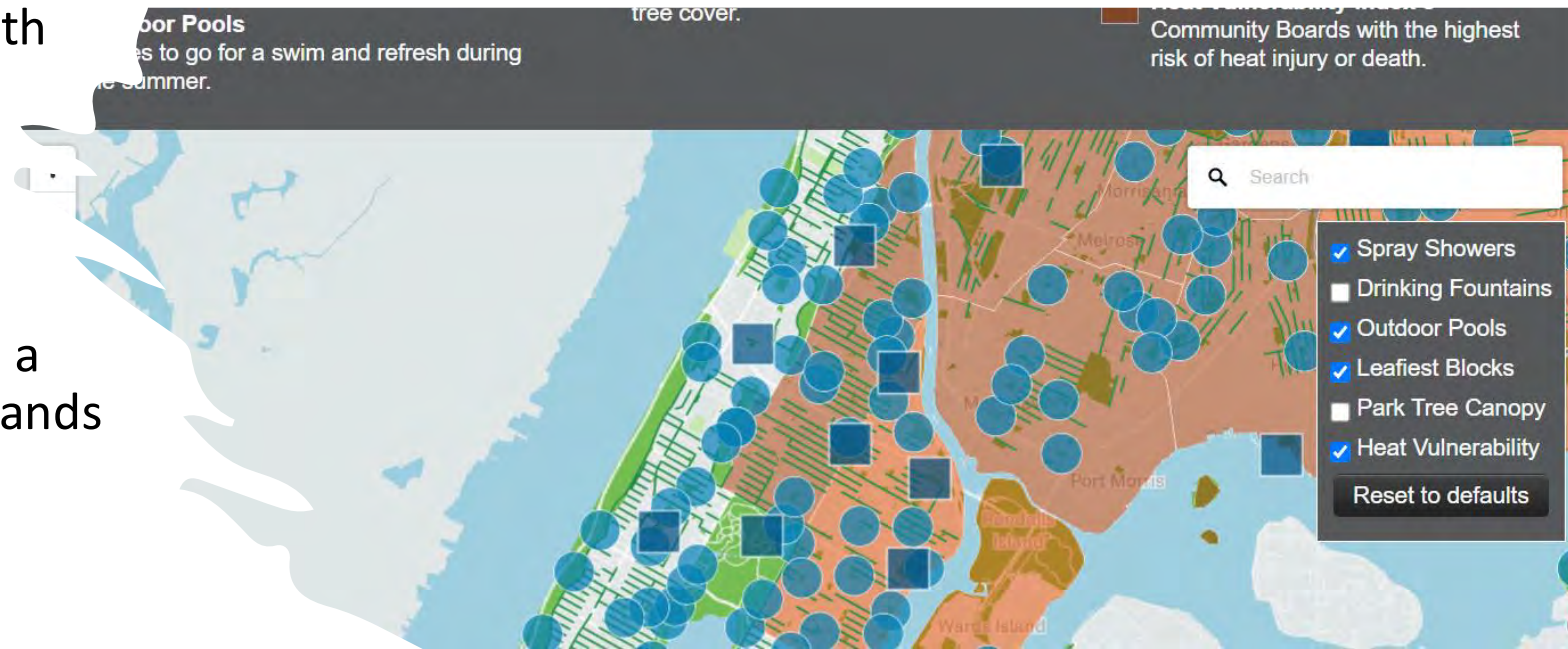 th
a
ands
tree cover.
oor Pools
es to go for a swim and refresh during
e summer.
Community Boards with the highest
risk of heat injury or death.
Search
Spray Showers
Drinking Fountains
Outdoor Pools
Leafiest Blocks
Park Tree Canopy
Heat Vulnerability
Reset to defaults
Melrose
Port Morris
Randalls
Island
Wards Island